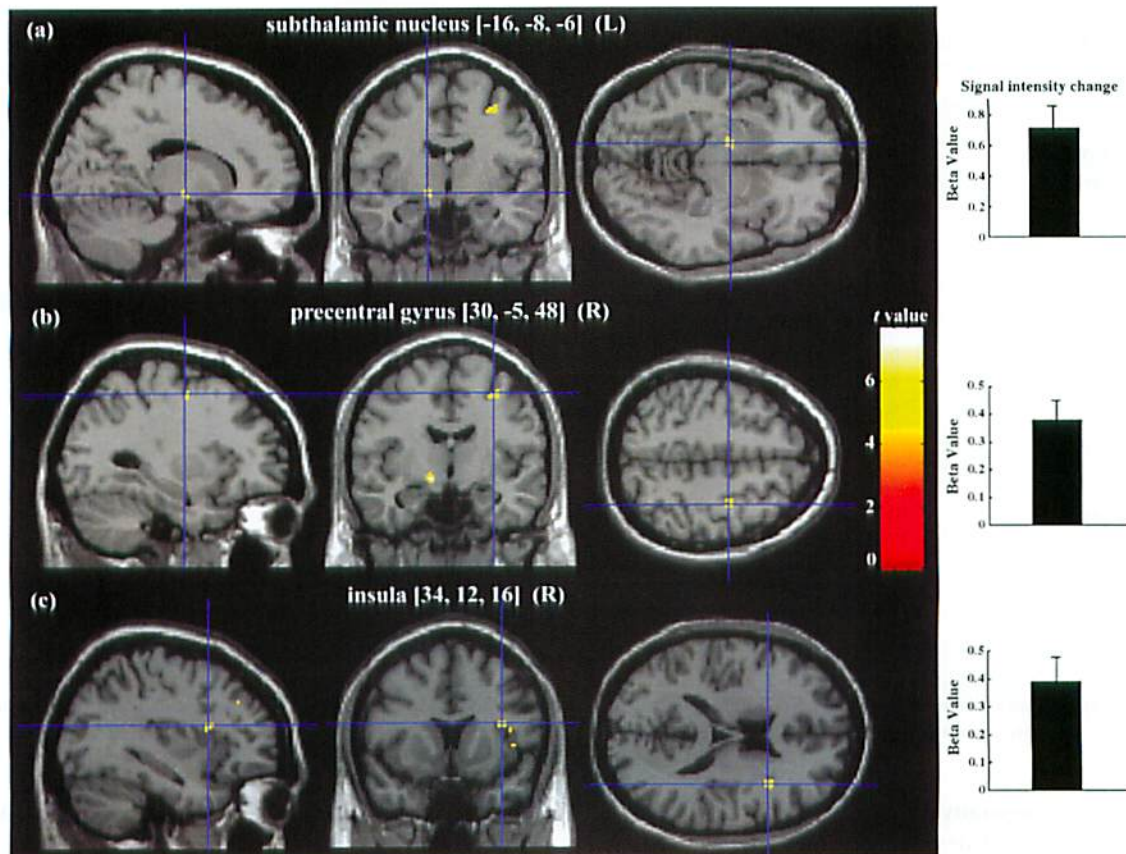 (a) subthalamic nucleus [-16, -8, -6] (L)
Signal intensity change
Beta Value
0.8
0.6
0.4
0.2
0
(b) precentral gyrus [30, -5, 48] (R)
t value
6
4
2
0
Beta Value
0.5
0.4
0.3
0.2
0.1
0
(c) insula [34, 12, 16] (R)
Beta Value
0.5
0.4
0.3
0.2
0.1
0